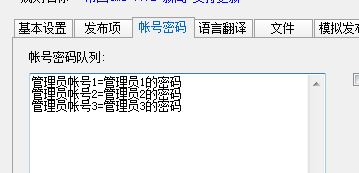 基本设置 发布项 帐号密码 语言翻译 文件 模拟发
帐号密码队列:
管理员帐号1=管理员1的密码
管理员帐号2=管理员2的密码
管理员帐号3=管理员3的密码